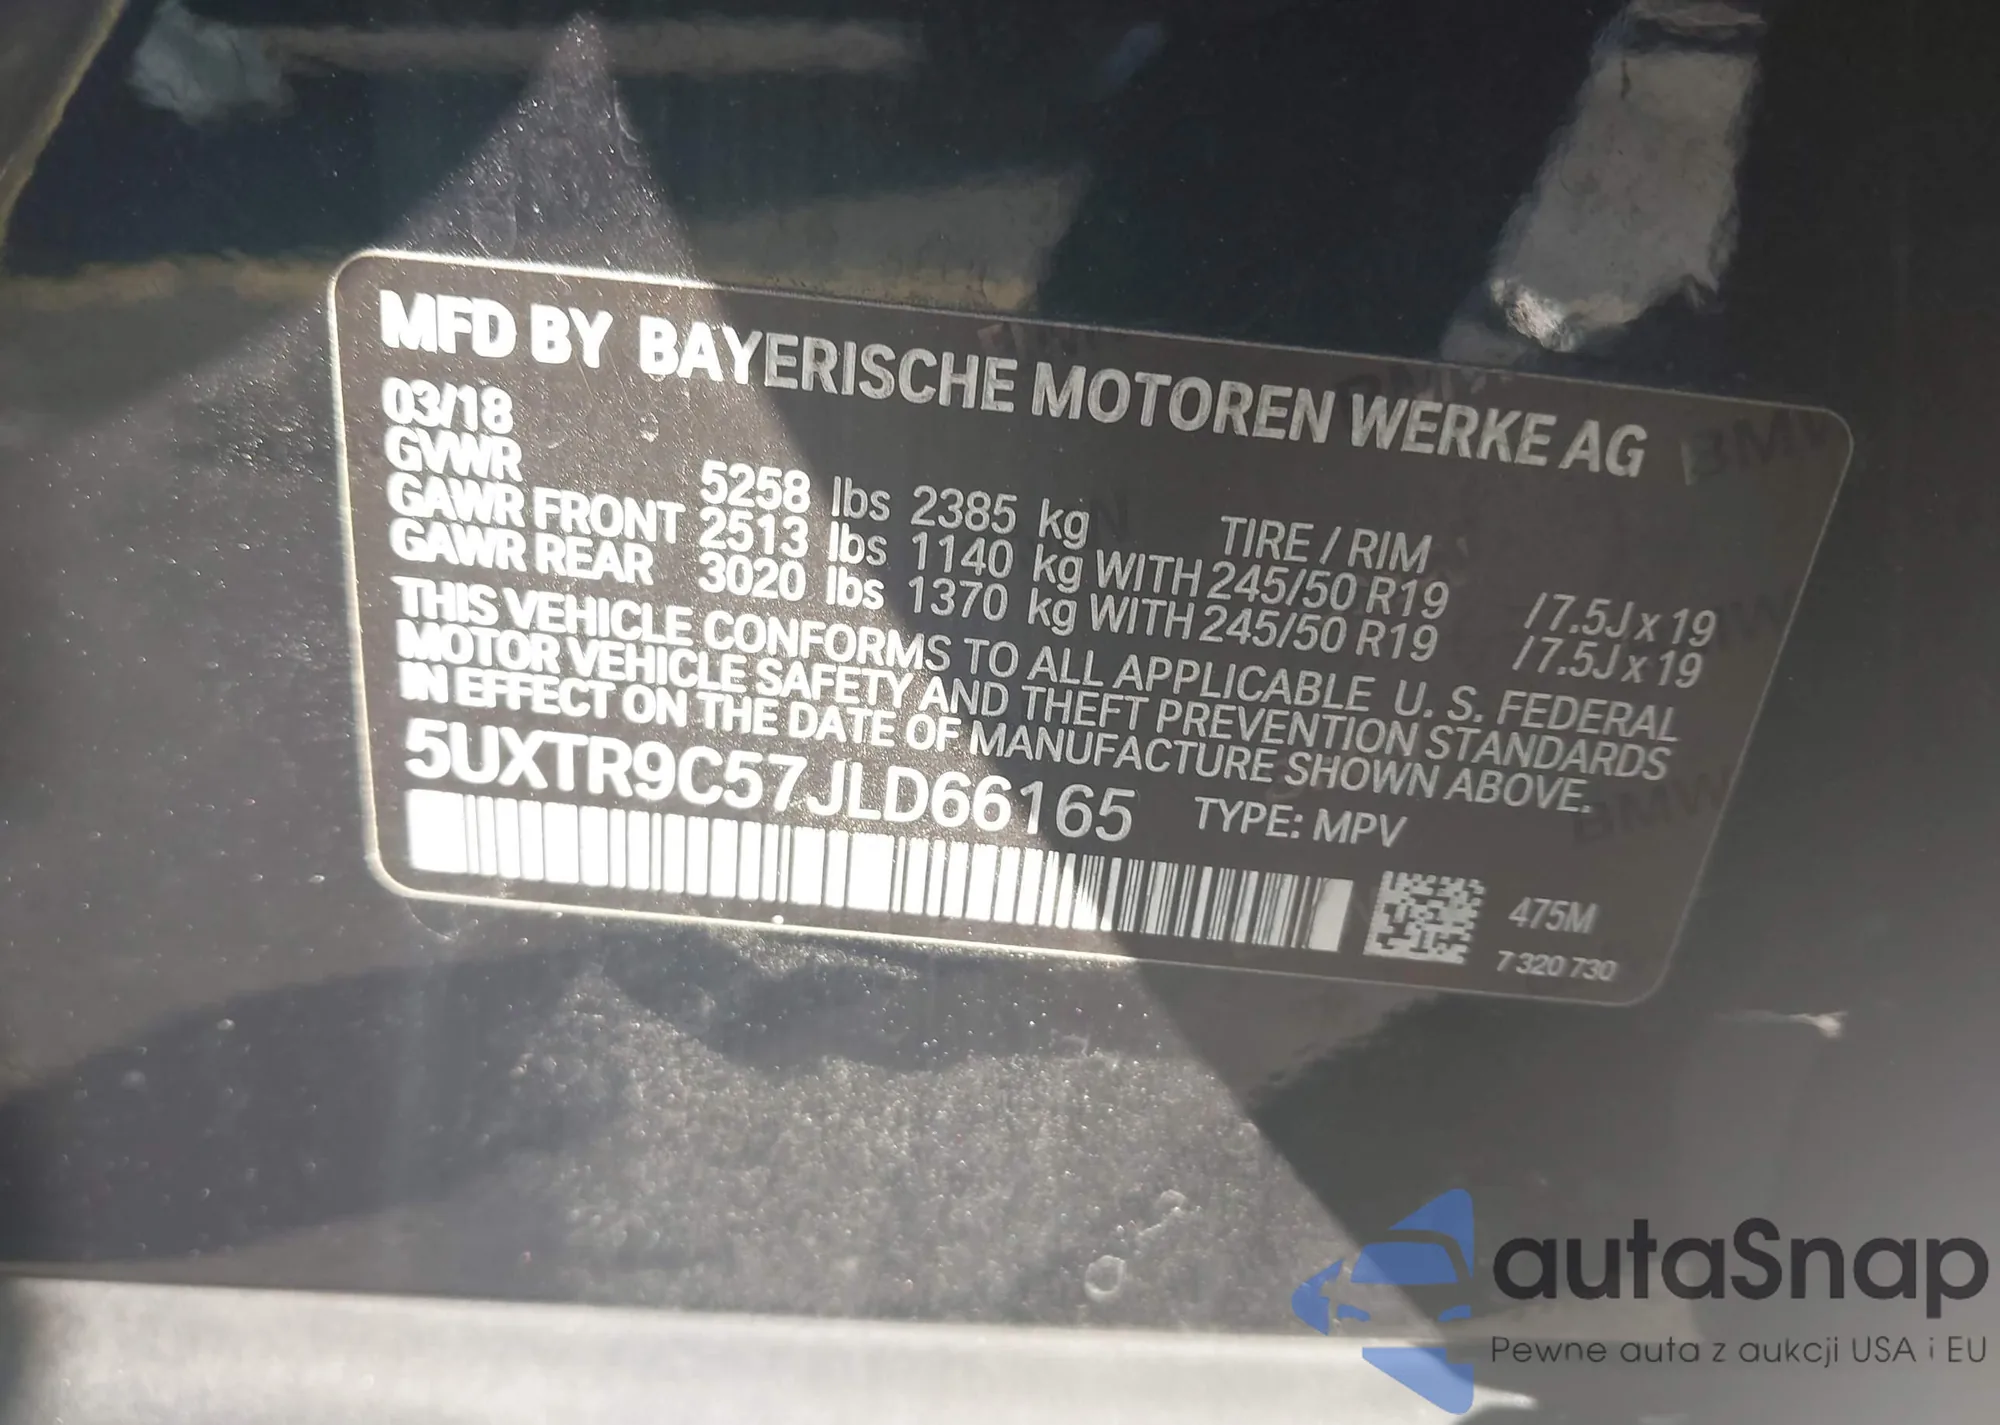 MFD BY BAYERISCHE MOTOREN WERKE AG
03/18
GVWR 5258 lbs 2385 kg TIRE / RIM
GAWR FRONT 2513 lbs 1140 kg WITH 245/50 R19 /7.5J x 19
GAWR REAR 3020 lbs 1370 kg WITH 245/50 R19 /7.5J x 19
THIS VEHICLE CONFORMS TO ALL APPLICABLE U. S. FEDERAL
MOTOR VEHICLE SAFETY AND THEFT PREVENTION STANDARDS
IN EFFECT ON THE DATE OF MANUFACTURE SHOWN ABOVE.
5UXTR9C57JLD66165 TYPE: MPV
475M
7 320 730
autaSnap
Pewne auta z aukcji USA i EU